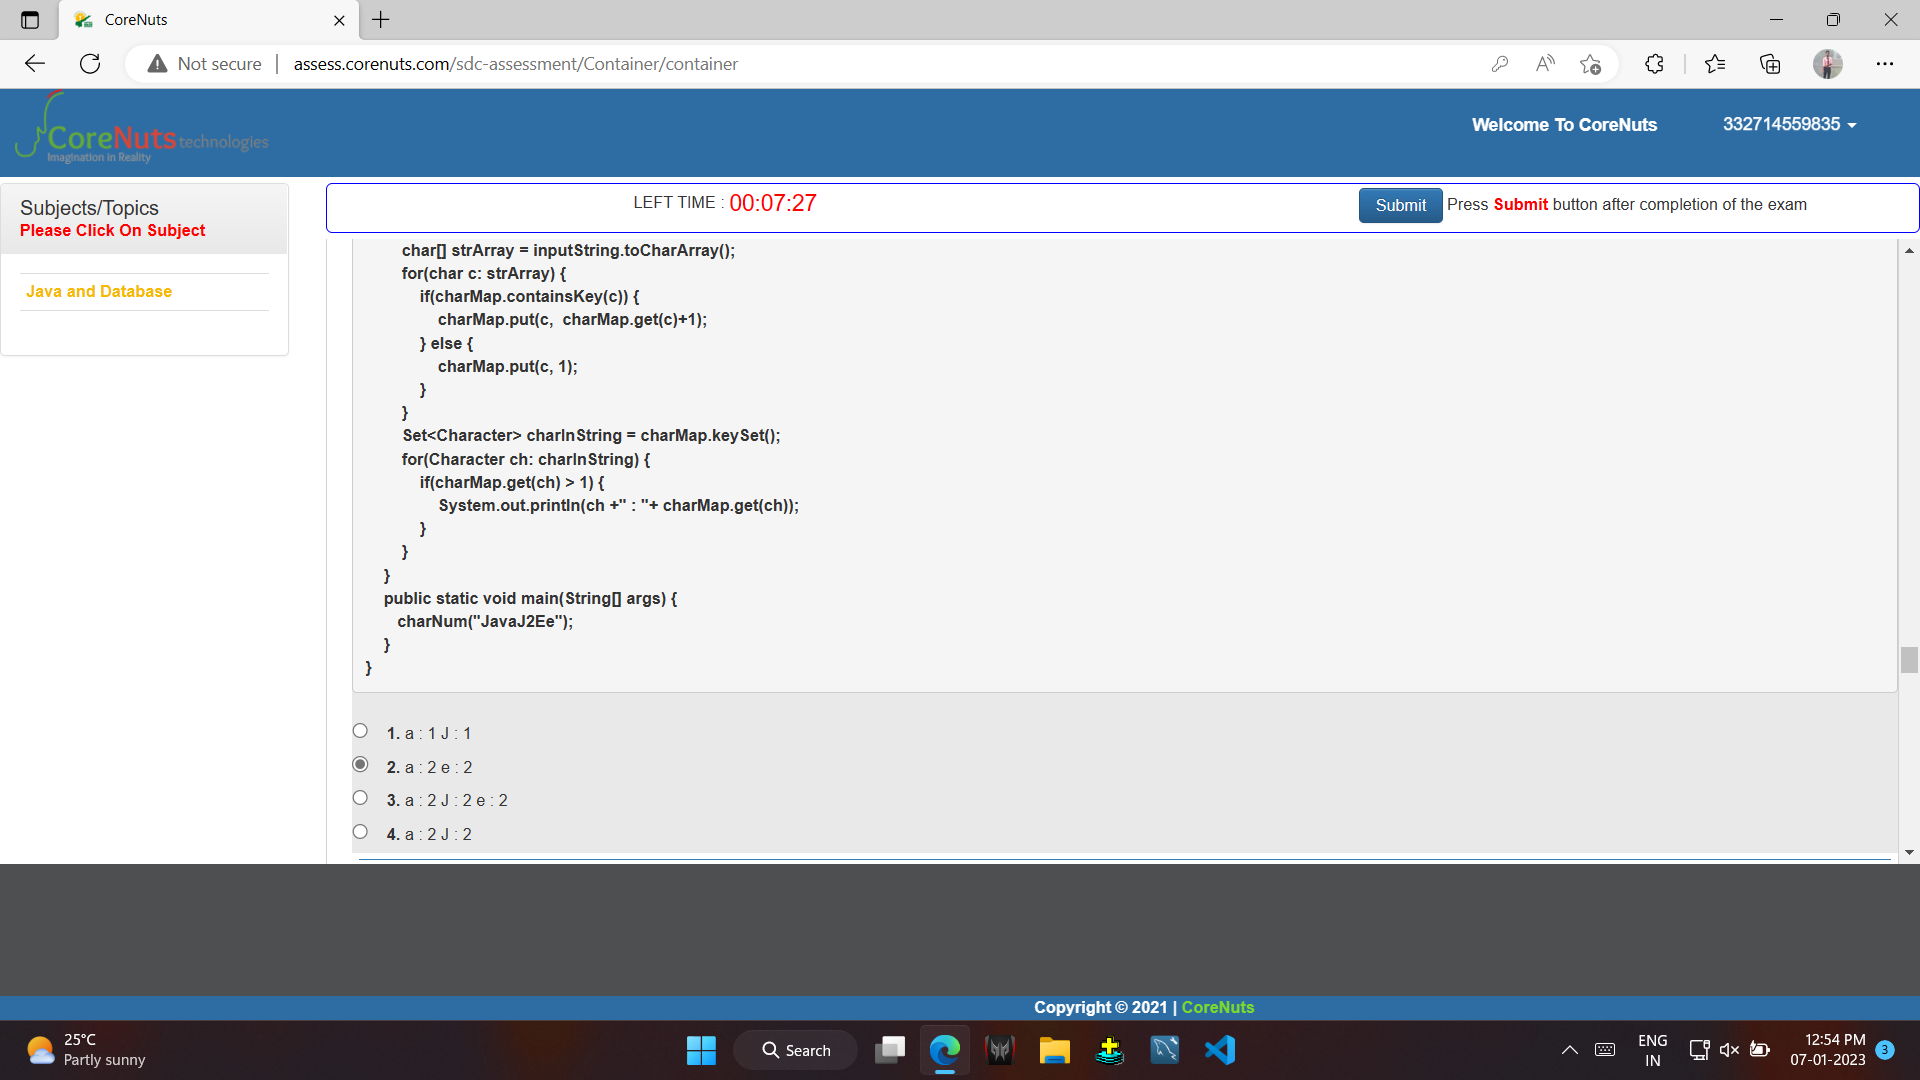 CoreNuts
Not secure | assess.corenuts.com/sdc-assessment/Container/container
CoreNuts technologies
Imagination in Reality
Welcome To CoreNuts
332714559835
Subjects/Topics
Please Click On Subject
Java and Database
LEFT TIME : 00:07:27
Submit Press Submit button after completion of the exam
char[] strArray = inputString.toCharArray();
for(char c: strArray) {
if(charMap.containsKey(c)) {
charMap.put(c,  charMap.get(c)+1);
} else {
charMap.put(c, 1);
}
}
Set<Character> charInString = charMap.keySet();
for(Character ch: charInString) {
if(charMap.get(ch) > 1) {
System.out.println(ch +" : "+ charMap.get(ch));
}
}
}
public static void main(String[] args) {
charNum("JavaJ2Ee");
}
}
1. a : 1 J : 1
2. a : 2 e : 2
3. a : 2 J : 2 e : 2
4. a : 2 J : 2
Copyright © 2021 | CoreNuts
25°C
Partly sunny
Search
ENG
IN
12:54 PM
07-01-2023
3